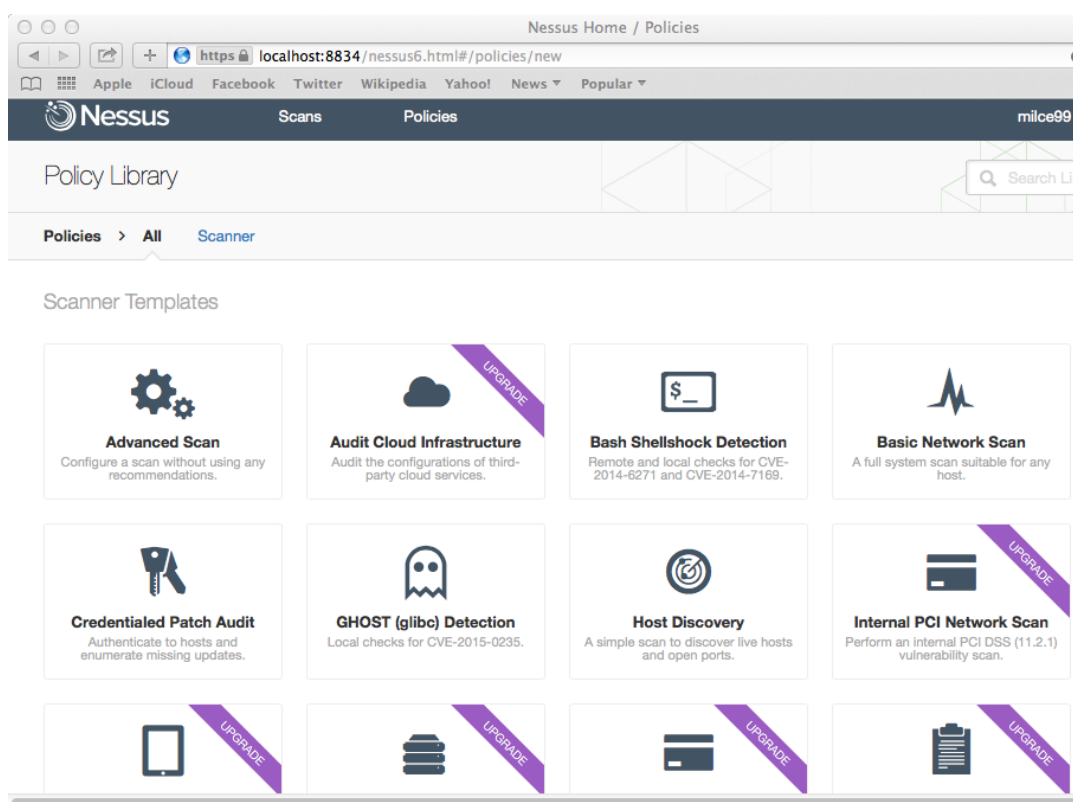 Nessus Home / Policies
https localhost:8834/nessus6.html#/policies/new
Apple iCloud Facebook Twitter Wikipedia Yahoo! News Popular
Nessus Scans Policies milce99
Policy Library
Search Li
Policies > All Scanner
Scanner Templates
UPGRADE
Advanced Scan
Configure a scan without using any
recommendations.
Audit Cloud Infrastructure
Audit the configurations of third-
party cloud services.
$_
Bash Shellshock Detection
Remote and local checks for CVE-
2014-6271 and CVE-2014-7169.
Basic Network Scan
A full system scan suitable for any
host.
UPGRADE
Credentialed Patch Audit
Authenticate to hosts and
enumerate missing updates.
GHOST (glibc) Detection
Local checks for CVE-2015-0235.
Host Discovery
A simple scan to discover live hosts
and open ports.
Internal PCI Network Scan
Perform an internal PCI DSS (11.2.1)
vulnerability scan.
UPGRADE
UPGRADE
UPGRADE
UPGRADE